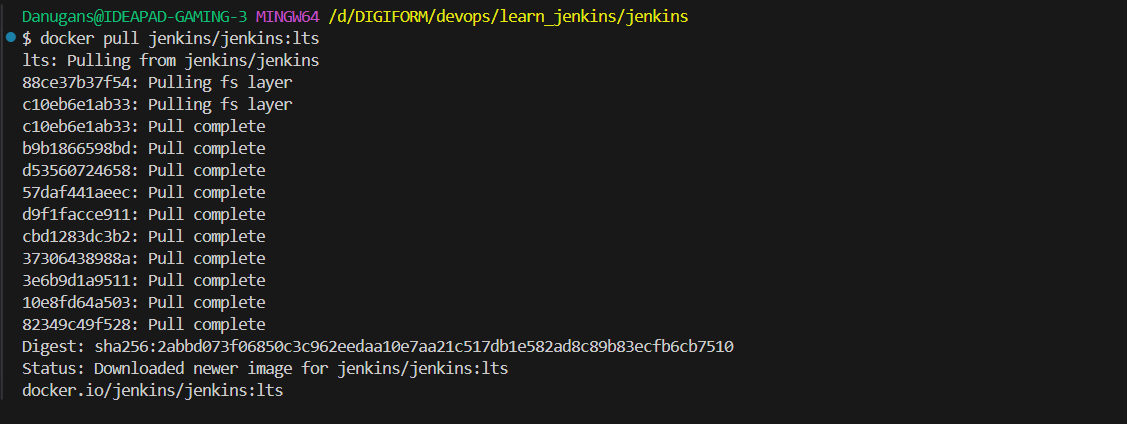 Danugans@IDEAPAD-GAMING-3 MINGW64 /d/DIGIFORM/devops/learn_jenkins/jenkins
$ docker pull jenkins/jenkins:lts
lts: Pulling from jenkins/jenkins
88ce37b37f54: Pulling fs layer
c10eb6e1ab33: Pulling fs layer
c10eb6e1ab33: Pull complete
b9b1866598bd: Pull complete
d53560724658: Pull complete
57daf441aeec: Pull complete
d9f1facce911: Pull complete
cbd1283dc3b2: Pull complete
37306438988a: Pull complete
3e6b9d1a9511: Pull complete
10e8fd64a503: Pull complete
82349c49f528: Pull complete
Digest: sha256:2abbd073f06850c3c962eedaa10e7aa21c517db1e582ad8c89b83ecfb6cb7510
Status: Downloaded newer image for jenkins/jenkins:lts
docker.io/jenkins/jenkins:lts